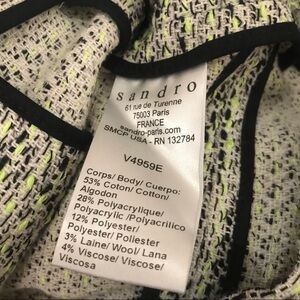 sandro
61 rue de Turenne
75003 Paris
FRANCE
sandro-paris.com
SMCP USA - RN 132784
V4959E
Corps/ Body/ Cuerpo:
53% Coton/ Cotton/
Algodon
28% Polyacrylique/
Polyacrylic /Polyacrilico
12% Polyester/
Polyester/ Poliester
3% Laine/ Wool/ Lana
4% Viscose/ Viscose/
Viscosa